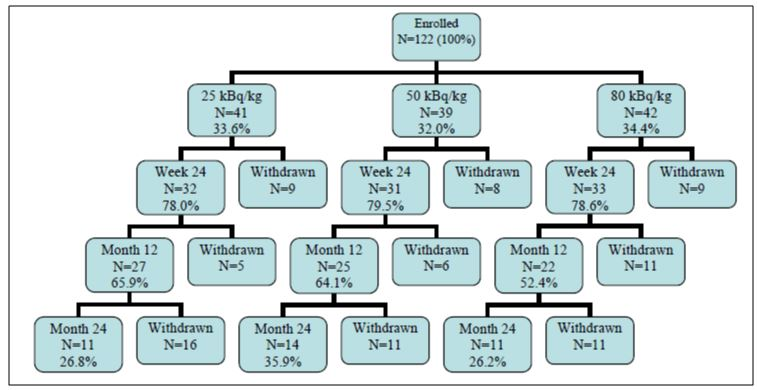 Enrolled
N=122 (100%)
25 kBq/kg
N=41
33.6%
50 kBq/kg
N=39
32.0%
80 kBq/kg
N=42
34.4%
Week 24
N=32
78.0%
Withdrawn
N=9
Week 24
N=31
79.5%
Withdrawn
N=8
Week 24
N=33
78.6%
Withdrawn
N=9
Month 12
N=27
65.9%
Withdrawn
N=5
Month 12
N=25
64.1%
Withdrawn
N=6
Month 12
N=22
52.4%
Withdrawn
N=11
Month 24
N=11
26.8%
Withdrawn
N=16
Month 24
N=14
35.9%
Withdrawn
N=11
Month 24
N=11
26.2%
Withdrawn
N=11